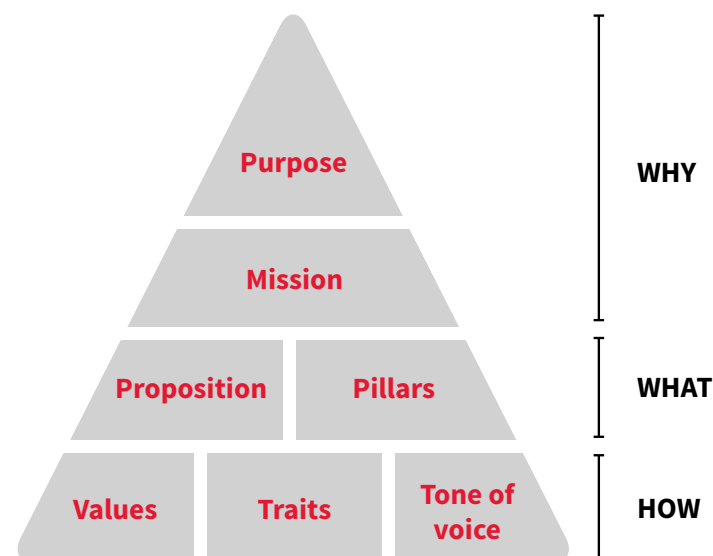 Purpose
WHY
Mission
Proposition
Pillars
WHAT
Values
Traits
Tone of
voice
HOW